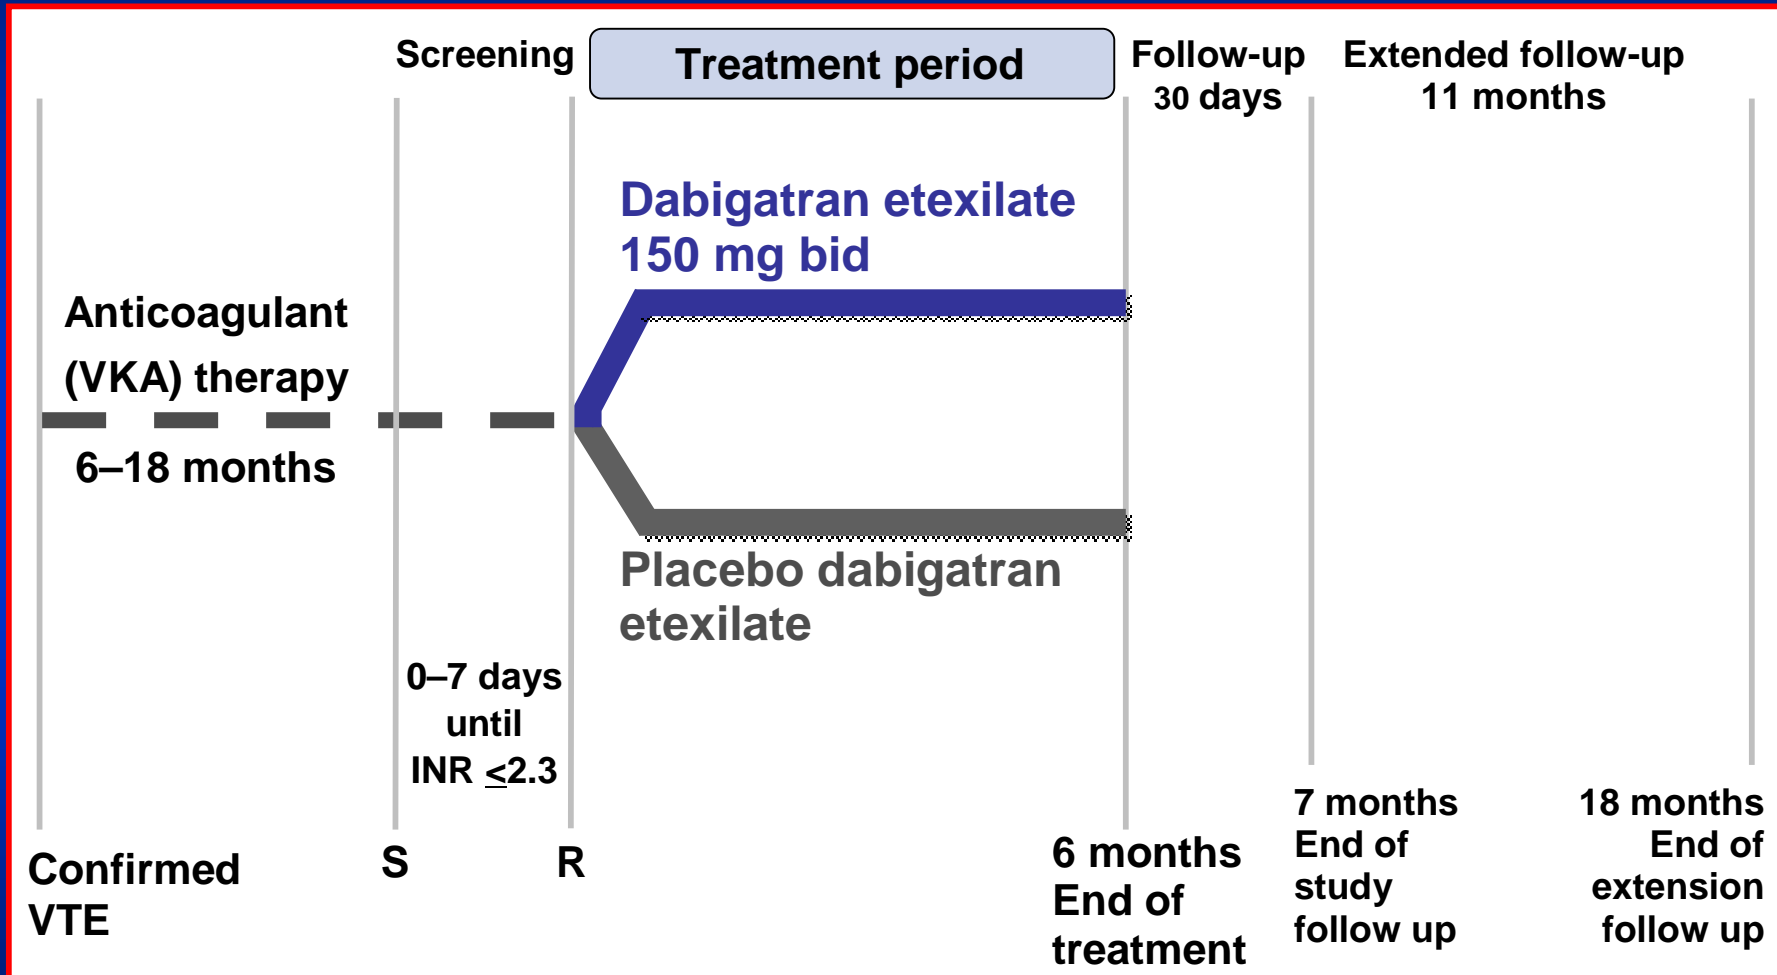 Screening
Treatment period
Follow-up
30 days
Extended follow-up
11 months
Dabigatran etexilate
150 mg bid
Anticoagulant
(VKA) therapy
6–18 months
Placebo dabigatran
etexilate
0–7 days
until
INR ≤2.3
Confirmed
VTE
S
R
6 months
End of
treatment
7 months
End of
study
follow up
18 months
End of
extension
follow up